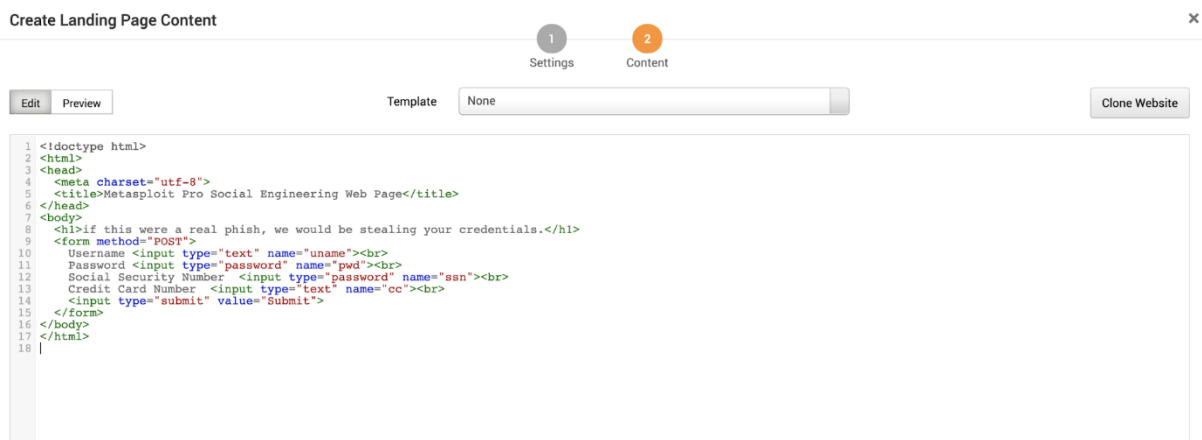 Create Landing Page Content
×
1
2
Settings
Content
Edit
Preview
Template
None
Clone Website
1 <!doctype html>
2 <html>
3 <head>
4   <meta charset="utf-8">
5   <title>Metasploit Pro Social Engineering Web Page</title>
6 </head>
7 <body>
8   <h1>if this were a real phish, we would be stealing your credentials.</h1>
9   <form method="POST">
10     Username <input type="text" name="uname"><br>
11     Password <input type="password" name="pwd"><br>
12     Social Security Number  <input type="password" name="ssn"><br>
13     Credit Card Number  <input type="text" name="cc"><br>
14     <input type="submit" value="Submit">
15   </form>
16 </body>
17 </html>
18